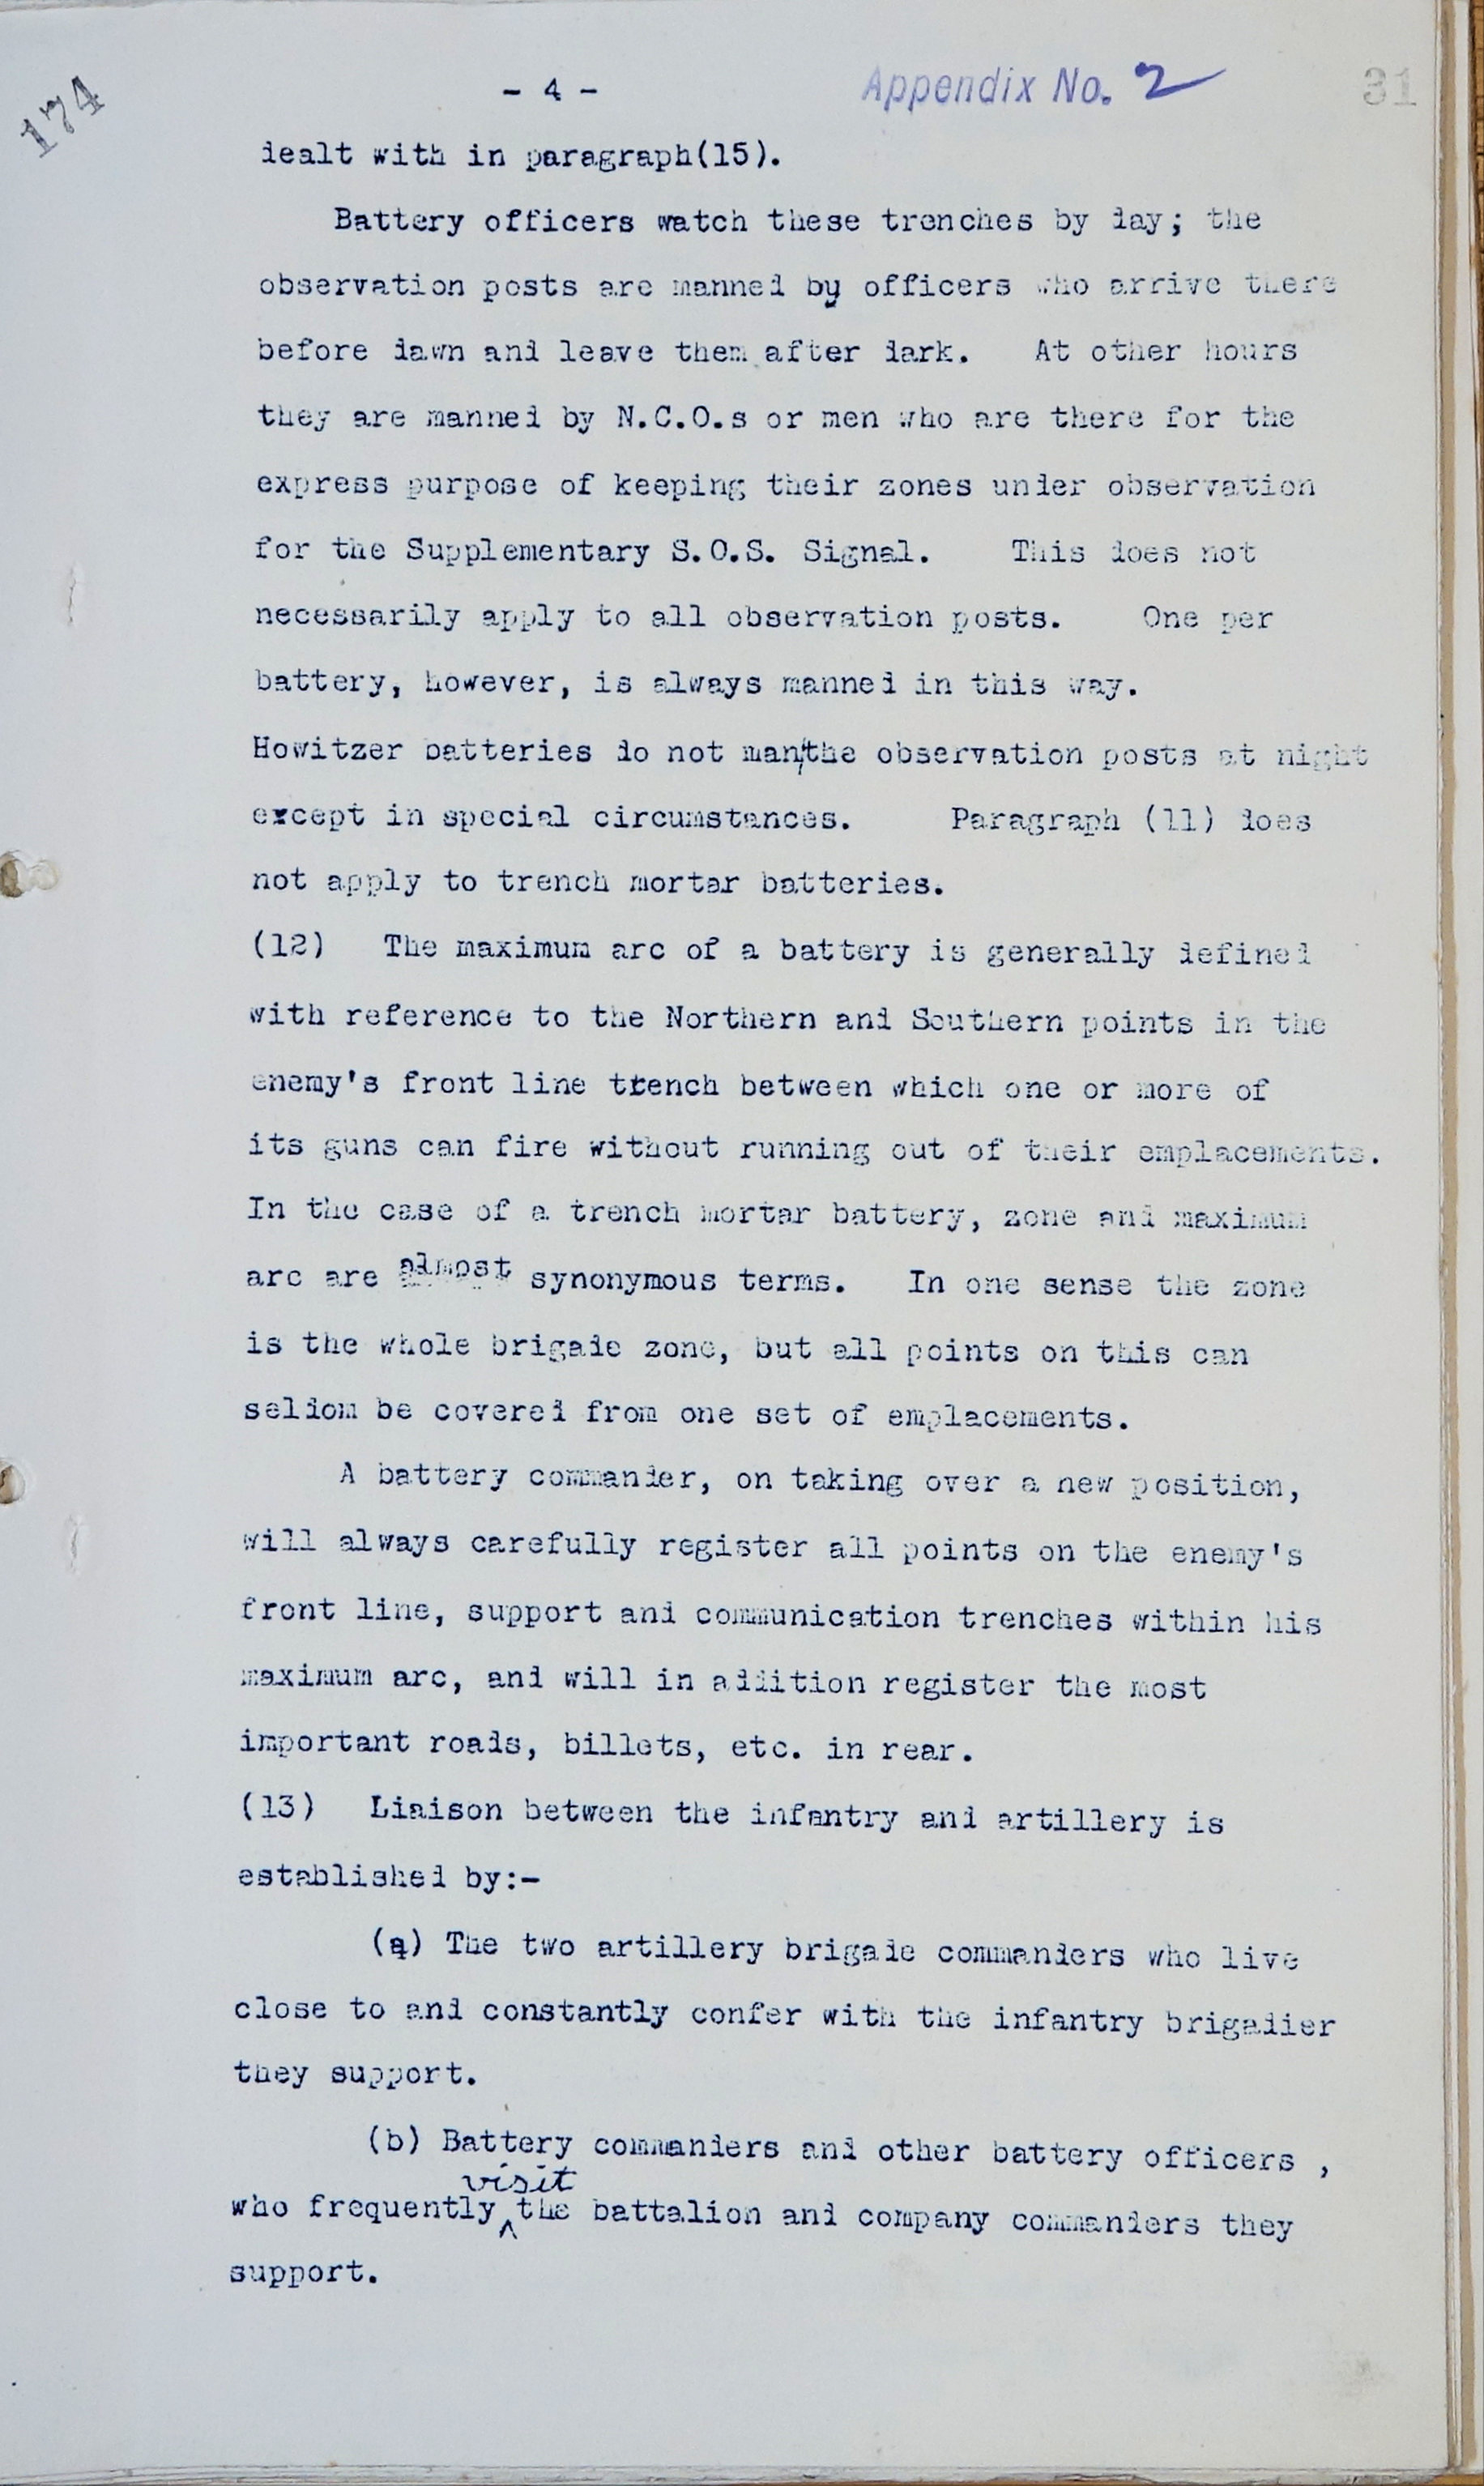 174
- 4 -
Appendix No. 2
31
dealt with in paragraph(15).
Battery officers watch these trenches by day; the
observation posts are manned by officers who arrive there
before dawn and leave them after dark. At other hours
they are manned by N.C.O.s or men who are there for the
express purpose of keeping their zones under observation
for the Supplementary S.O.S. Signal. This does not
necessarily apply to all observation posts. One per
battery, however, is always manned in this way.
Howitzer batteries do not man/the observation posts at night
except in special circumstances. Paragraph (11) does
not apply to trench mortar batteries.
(12) The maximum arc of a battery is generally defined
with reference to the Northern and Southern points in the
enemy's front line trench between which one or more of
its guns can fire without running out of their emplacements.
In the case of a trench mortar battery, zone and maximum
arc are almost synonymous terms. In one sense the zone
is the whole brigade zone, but all points on this can
seldom be covered from one set of emplacements.
A battery commander, on taking over a new position,
will always carefully register all points on the enemy's
front line, support and communication trenches within his
maximum arc, and will in addition register the most
important roads, billets, etc. in rear.
(13) Liaison between the infantry and artillery is
established by:-
(a) The two artillery brigade commanders who live
close to and constantly confer with the infantry brigadier
they support.
(b) Battery commanders and other battery officers ,
visit
who frequently ^ the battalion and company commanders they
support.